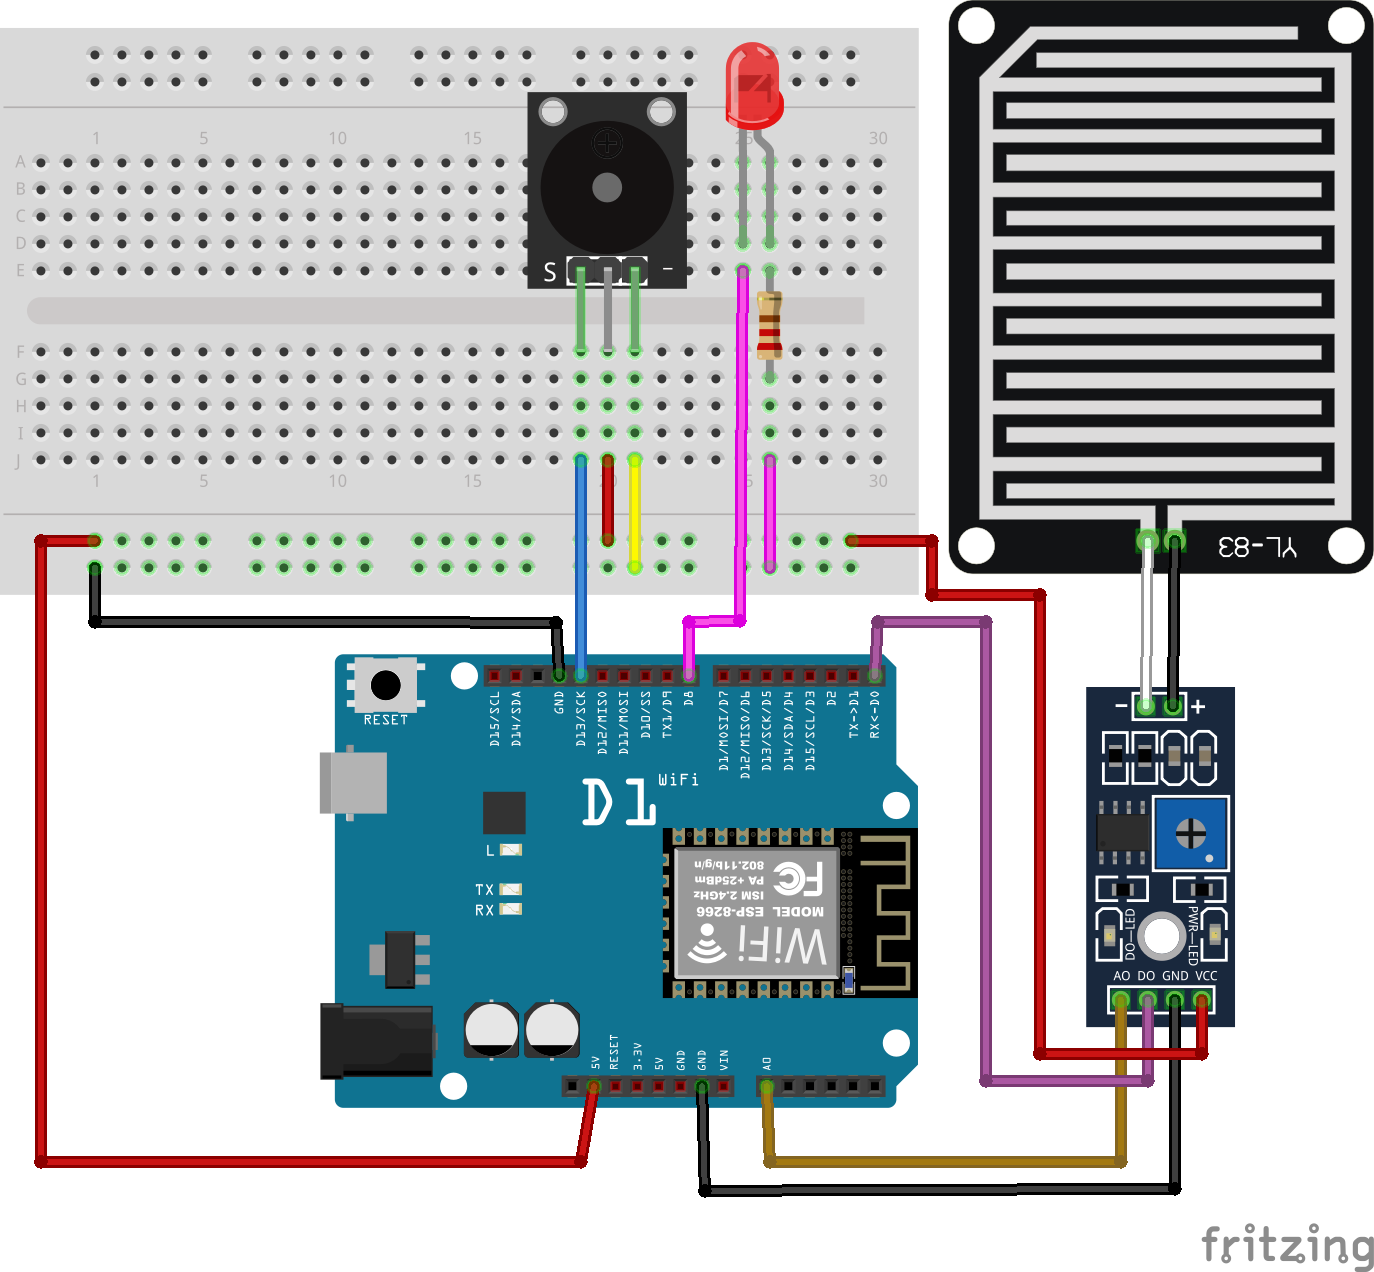 1 5 10 15 25 30
A
B
C
D
E
F
G
H
I
J
1 5 10 15 20 25 30
S -
YL-83
RESET
D15/SCL
D14/SDA
GND
D13/SCK
D12/MISO
D11/MOSI
D10/SS
TX1/D9
D8
D1/MOSI/D7
D12/MISO/D6
D13/SCK/D5
D14/SDA/D4
D15/SCL/D3
D2
TX->D1
RX<-D0
D1 WiFi
L
TX
RX
WiFi
MODEL ESP-8266
ISM 2.4GHz
PA +25dBm
802.11b/g/n
FC
5V
RESET
3.3V
5V
GND
GND
VIN
A0
- +
DO-LED
PWR-LED
AO DO GND VCC
fritzing